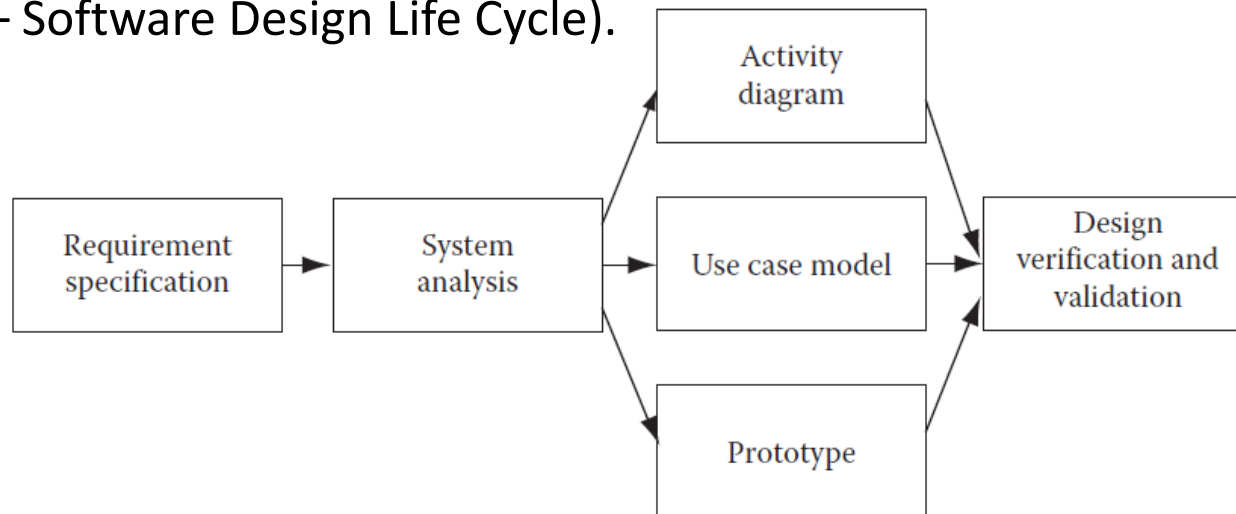 - Software Design Life Cycle).
Activity
diagram
Requirement
specification
System
analysis
Use case model
Design
verification and
validation
Prototype